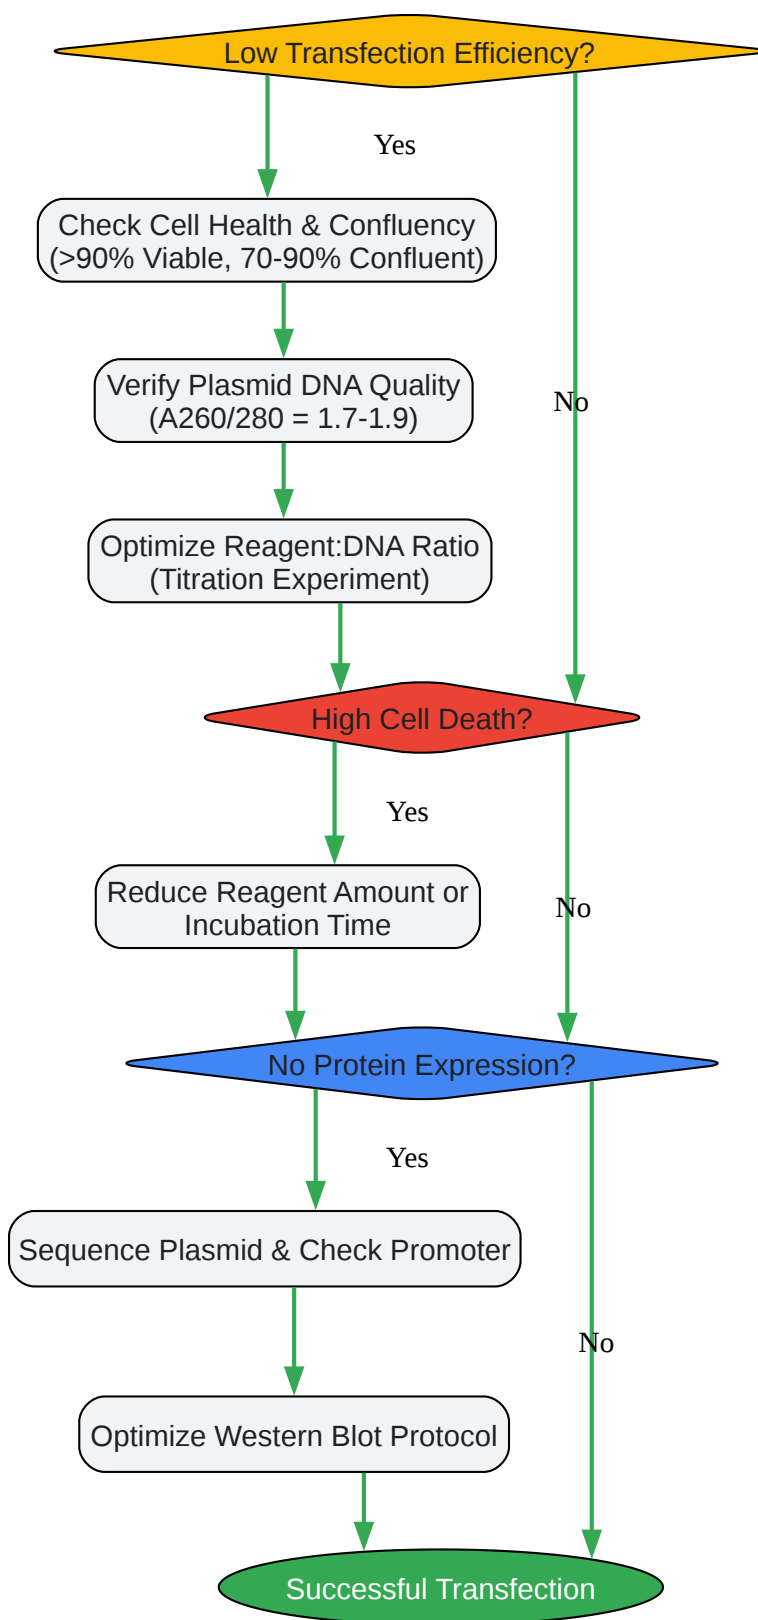 Low Transfection Efficiency?
Yes
Check Cell Health & Confluency
(>90% Viable, 70-90% Confluent)
Verify Plasmid DNA Quality
(A260/280 = 1.7-1.9)
No
Optimize Reagent:DNA Ratio
(Titration Experiment)
High Cell Death?
Yes
Reduce Reagent Amount or
Incubation Time
No
No Protein Expression?
Yes
Sequence Plasmid & Check Promoter
No
Optimize Western Blot Protocol
Successful Transfection